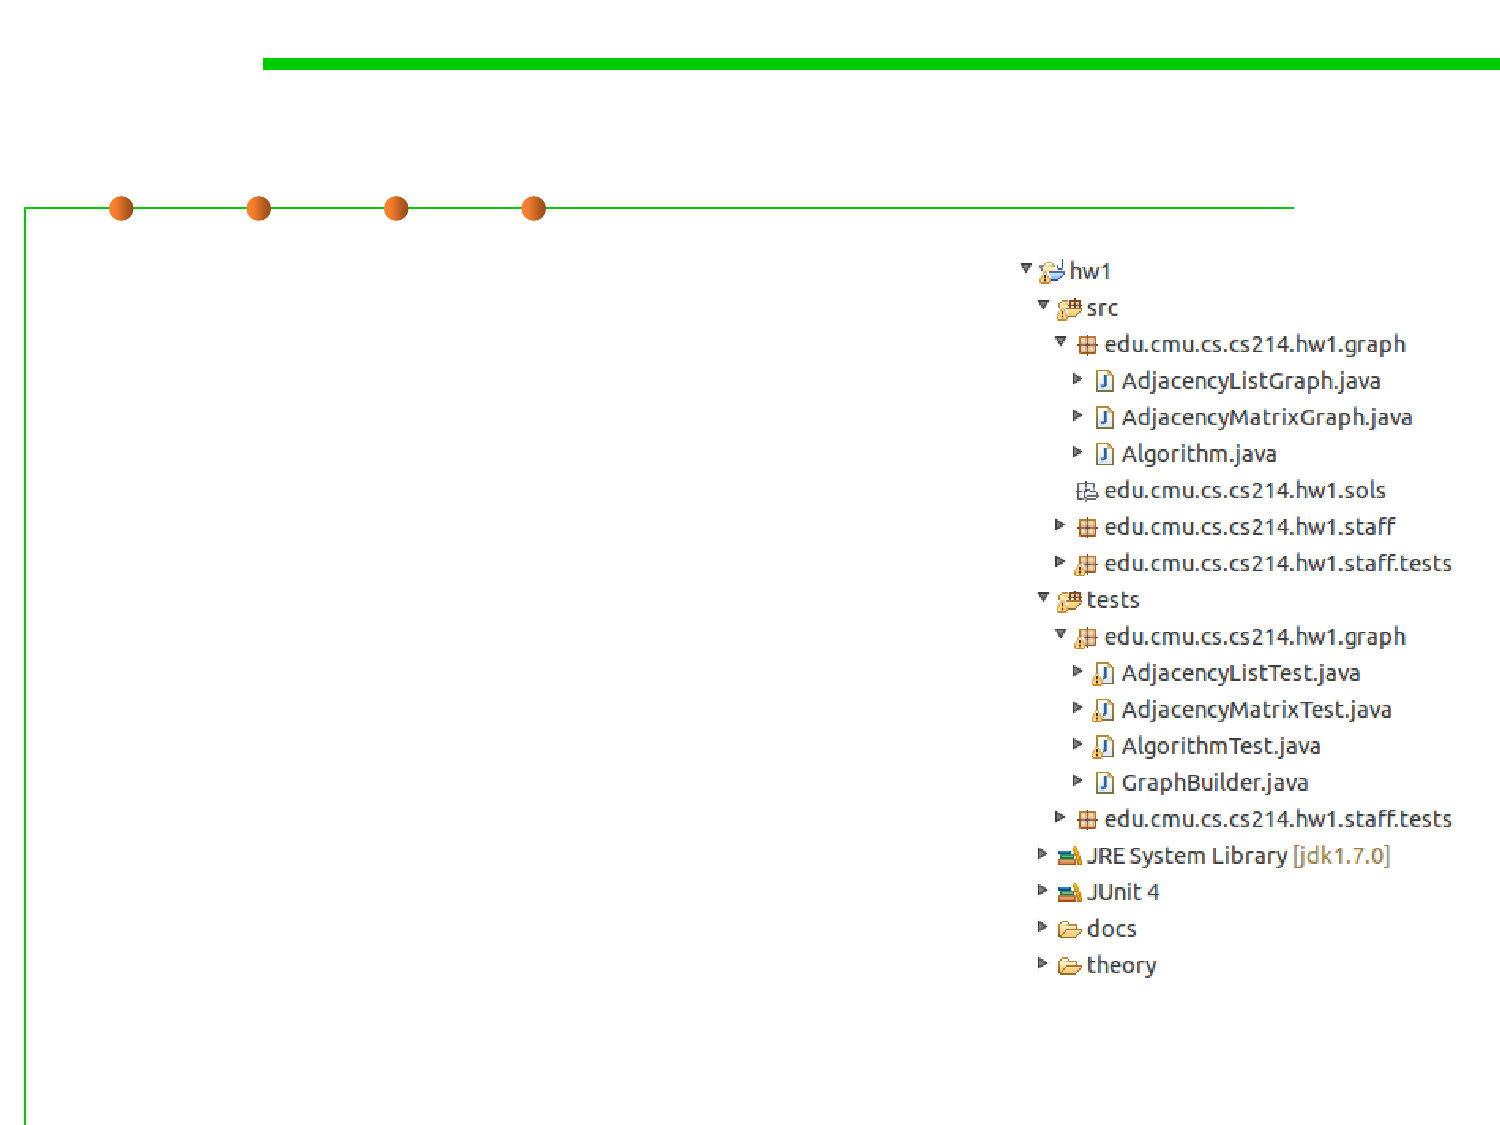 hw1
src
edu.cmu.cs.cs214.hw1.graph
AdjacencyListGraph.java
AdjacencyMatrixGraph.java
Algorithm.java
edu.cmu.cs.cs214.hw1.sols
edu.cmu.cs.cs214.hw1.staff
edu.cmu.cs.cs214.hw1.staff.tests
tests
edu.cmu.cs.cs214.hw1.graph
AdjacencyListTest.java
AdjacencyMatrixTest.java
AlgorithmTest.java
GraphBuilder.java
edu.cmu.cs.cs214.hw1.staff.tests
JRE System Library [jdk1.7.0]
JUnit 4
docs
theory